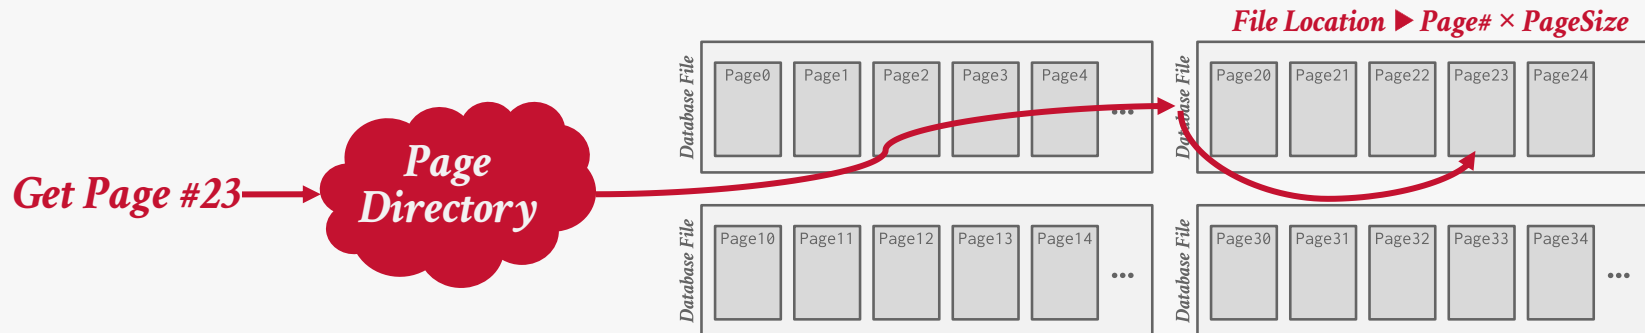 File Location ▶ Page# × PageSize
Get Page #23
Page
Directory
Database File
Page0 Page1 Page2 Page3 Page4 ...
Database File
Page20 Page21 Page22 Page23 Page24
Database File
Page10 Page11 Page12 Page13 Page14 ...
Database File
Page30 Page31 Page32 Page33 Page34 ...